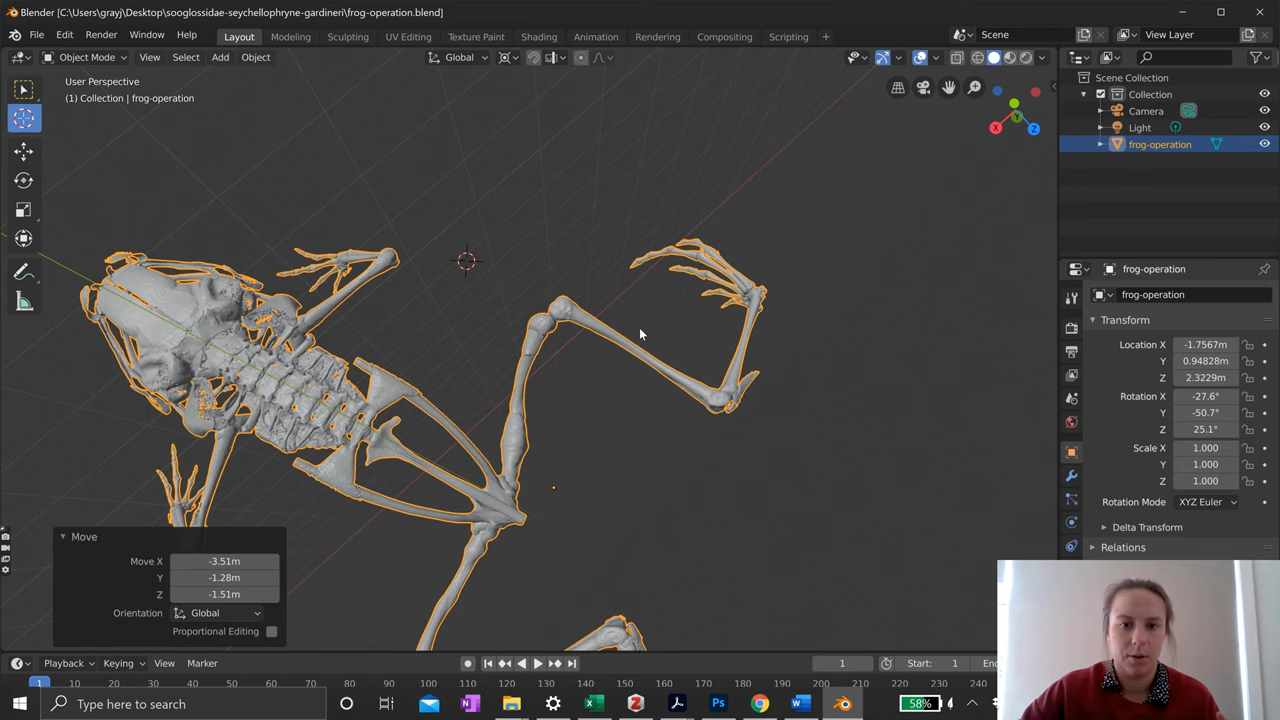 Blender [C:\Users\grayj\Desktop\sooglossidae-seychellophryne-gardineri\frog-operation.blend]
File Edit Render Window Help Layout Modeling Sculpting UV Editing Texture Paint Shading Animation Rendering Compositing Scripting + Scene View Layer
Object Mode View Select Add Object Global
User Perspective
(1) Collection | frog-operation
X Y Z
Scene Collection
Collection
Camera
Light
frog-operation
frog-operation
frog-operation
Transform
Location X -1.7567m
Y 0.94828m
Z 2.3229m
Rotation X -27.6°
Y -50.7°
Z 25.1°
Scale X 1.000
Y 1.000
Z 1.000
Rotation Mode XYZ Euler
Delta Transform
Relations
Move
Move X -3.51m
Y -1.28m
Z -1.51m
Orientation Global
Proportional Editing
Playback Keying View Marker 1 Start: 1 En
1 10 20 30 40 50 60 70 80 90 100 110 120 130 140 150 160 170 180 190 200 210 220
Type here to search 58%